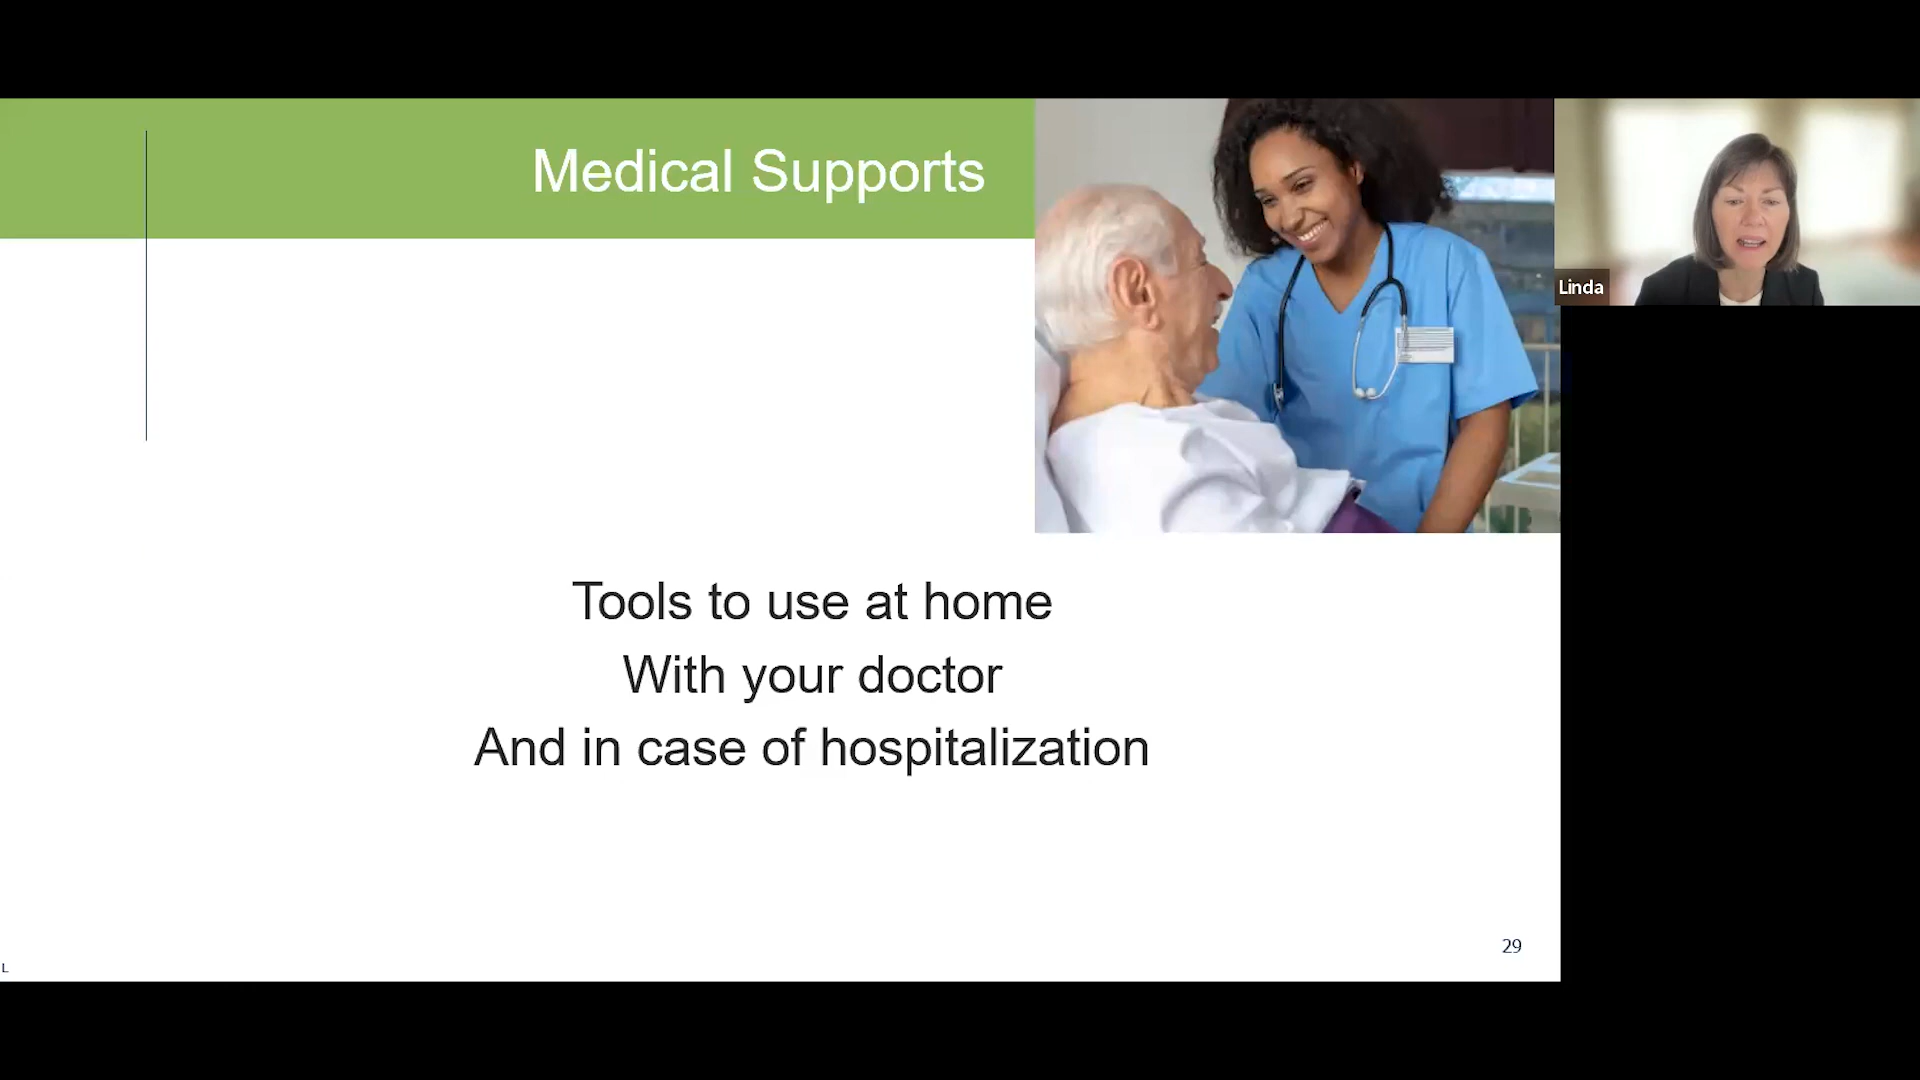 Medical Supports
Linda
Tools to use at home
With your doctor
And in case of hospitalization
29
L